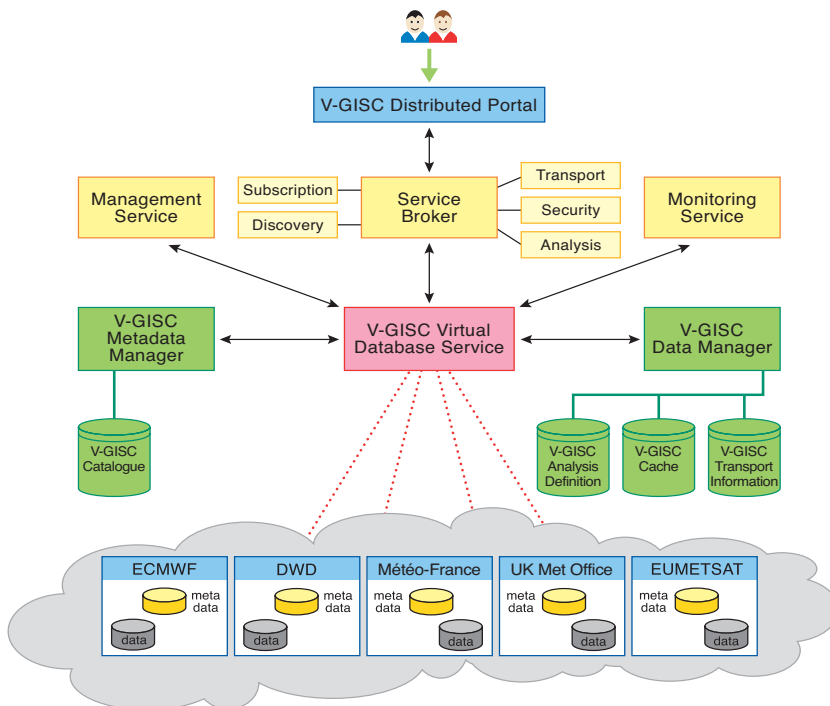 V-GISC Distributed Portal
Management
Service
Subscription
Discovery
Service
Broker
Transport
Security
Analysis
Monitoring
Service
V-GISC
Metadata
Manager
V-GISC Virtual
Database Service
V-GISC
Data Manager
V-GISC
Catalogue
V-GISC
Analysis
Definition
V-GISC
Cache
V-GISC
Transport
Information
ECMWF
meta
data
data
DWD
meta
data
data
Météo-France
meta
data
data
UK Met Office
meta
data
data
EUMETSAT
meta
data
data